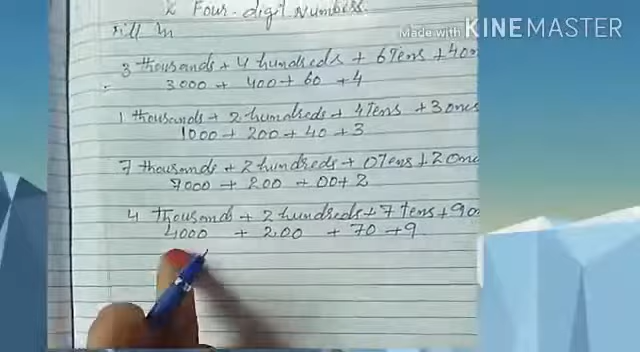 Made with KINEMASTER
x Four-digit Numbers.
Fill In
3 thousands + 4 hundreds + 6 Tens + 4 on
3000 + 400 + 60 + 4
1 thousands + 2 hundreds + 4 Tens + 3 ones
1000 + 200 + 40 + 3
7 thousands + 2 hundreds + 0 Tens + 2 one
7000 + 200 + 00 + 2
4 thousands + 2 hundreds + 7 tens + 9 o
4000 + 200 + 70 + 9